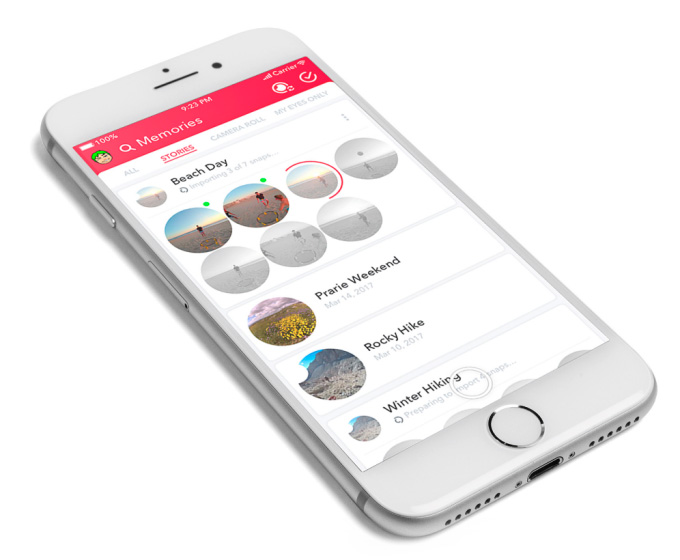 100%
9:23 PM
Carrier
Memories
ALL STORIES CAMERA ROLL MY EYES ONLY
Beach Day
Importing 3 of 7 snaps...
Prarie Weekend
Mar 14, 2017
Rocky Hike
Mar 10, 2017
Winter Hiking
Preparing to import 4 snaps...